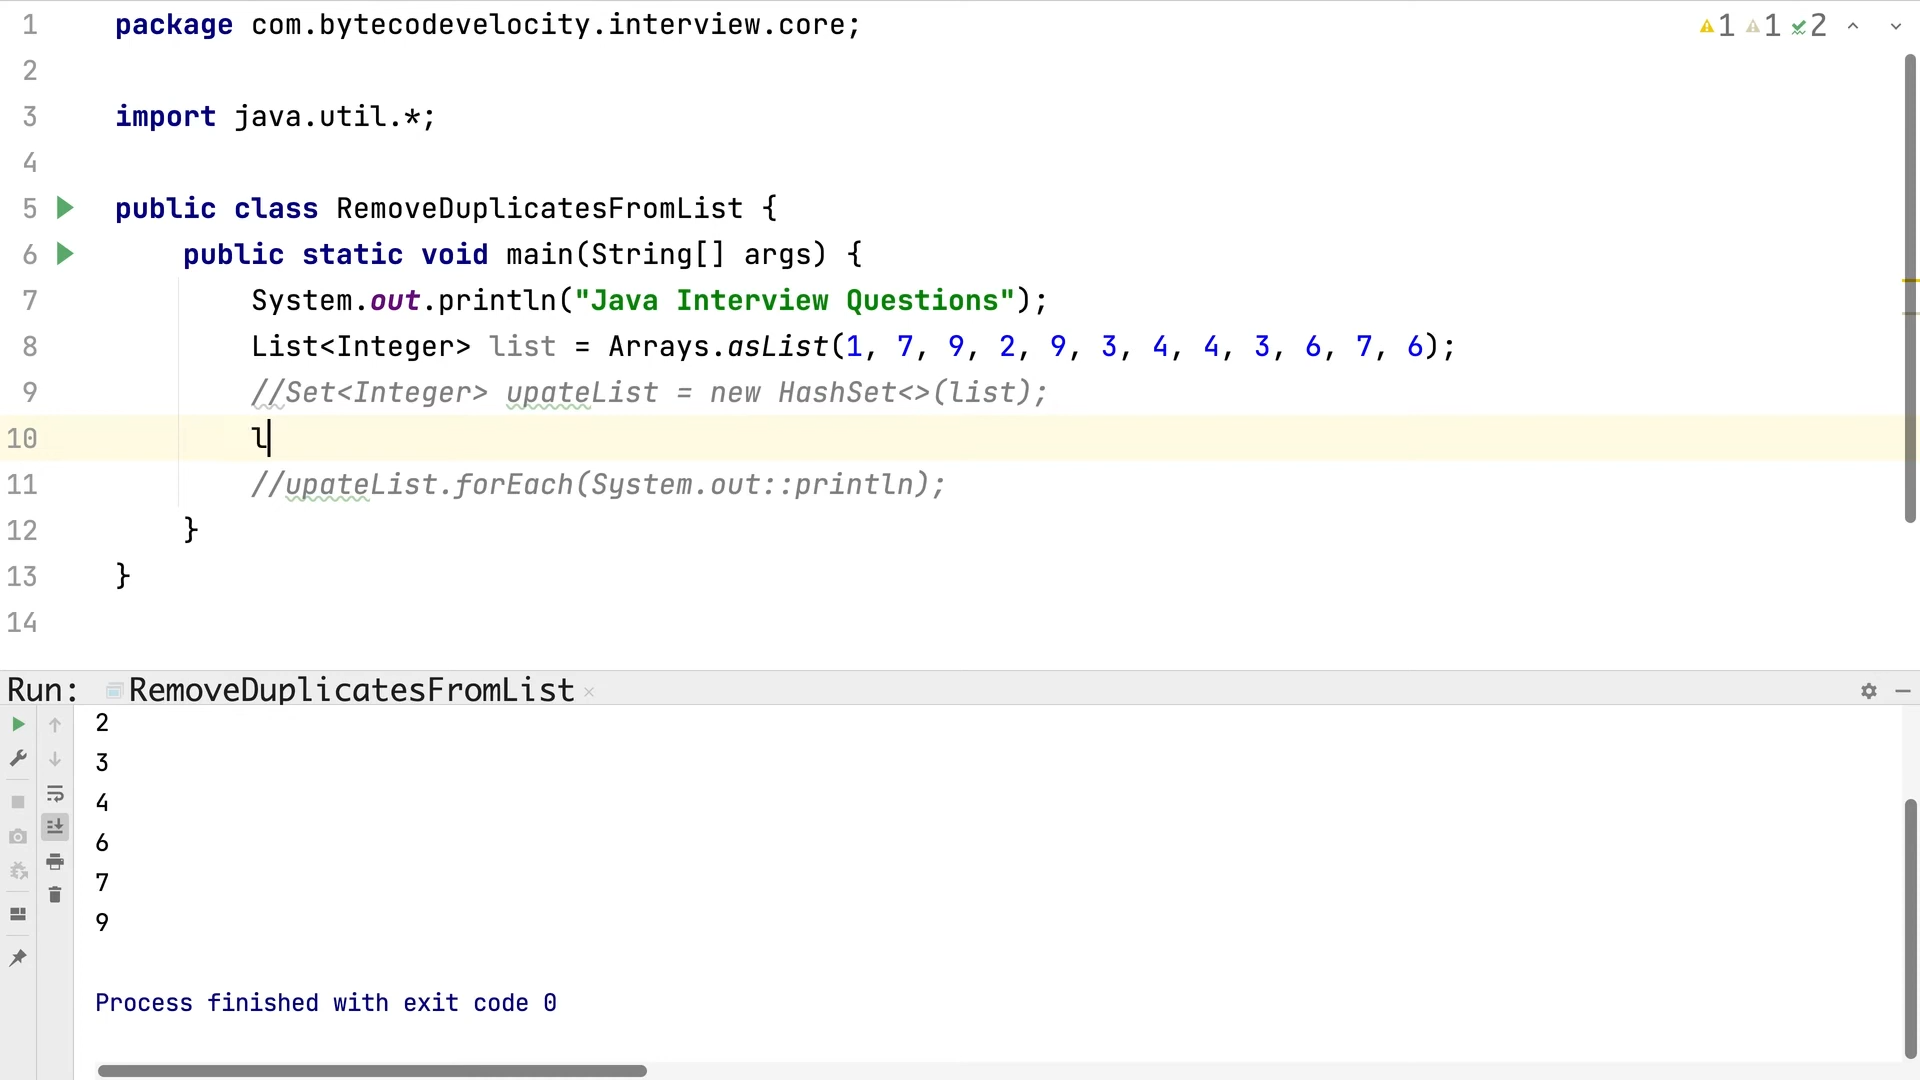 1 package com.bytecodevelocity.interview.core; 1 1 2
2
3 import java.util.*;
4
5 public class RemoveDuplicatesFromList {
6 public static void main(String[] args) {
7 System.out.println("Java Interview Questions");
8 List<Integer> list = Arrays.asList(1, 7, 9, 2, 9, 3, 4, 4, 3, 6, 7, 6);
9 //Set<Integer> upateList = new HashSet<>(list);
10 l
11 //upateList.forEach(System.out::println);
12 }
13 }
14
Run: RemoveDuplicatesFromList ×
2
3
4
6
7
9
Process finished with exit code 0